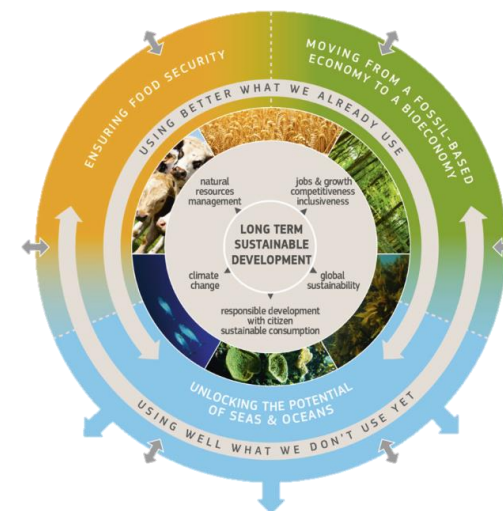 ENSURING FOOD SECURITY
MOVING FROM A FOSSIL-BASED
ECONOMY TO A BIOECONOMY
USING BETTER WHAT WE ALREADY USE
natural
resources
management
jobs & growth
competitiveness
inclusiveness
LONG TERM
SUSTAINABLE
DEVELOPMENT
climate
change
global
sustainability
responsible development
with citizen
sustainable consumption
UNLOCKING THE POTENTIAL
OF SEAS & OCEANS
USING WELL WHAT WE DON'T USE YET